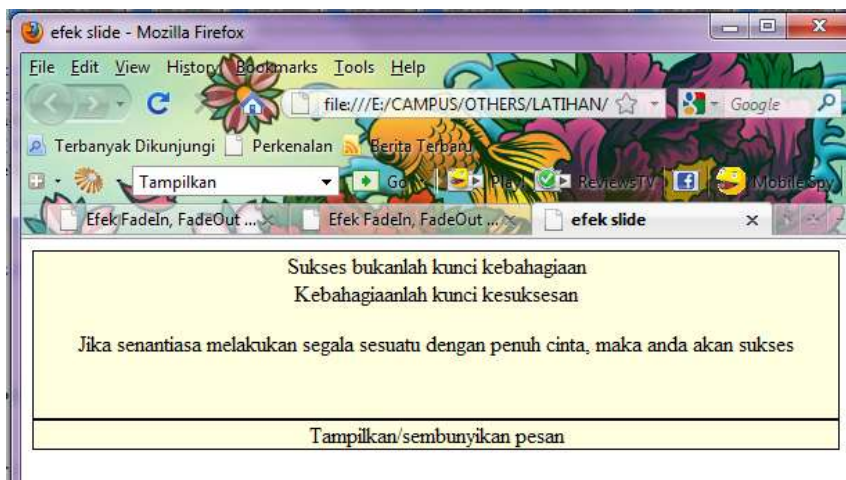 efek slide - Mozilla Firefox
File Edit View History Bookmarks Tools Help
file:///E:/CAMPUS/OTHERS/LATIHAN/ Google
Terbanyak Dikunjungi Perkenalan Berita Terbaru
Tampilkan Go Play! ReviewsTV MobileSpy
Efek FadeIn, FadeOut ... Efek FadeIn, FadeOut ... efek slide
Sukses bukanlah kunci kebahagiaan
Kebahagiaanlah kunci kesuksesan
Jika senantiasa melakukan segala sesuatu dengan penuh cinta, maka anda akan sukses
Tampilkan/sembunyikan pesan